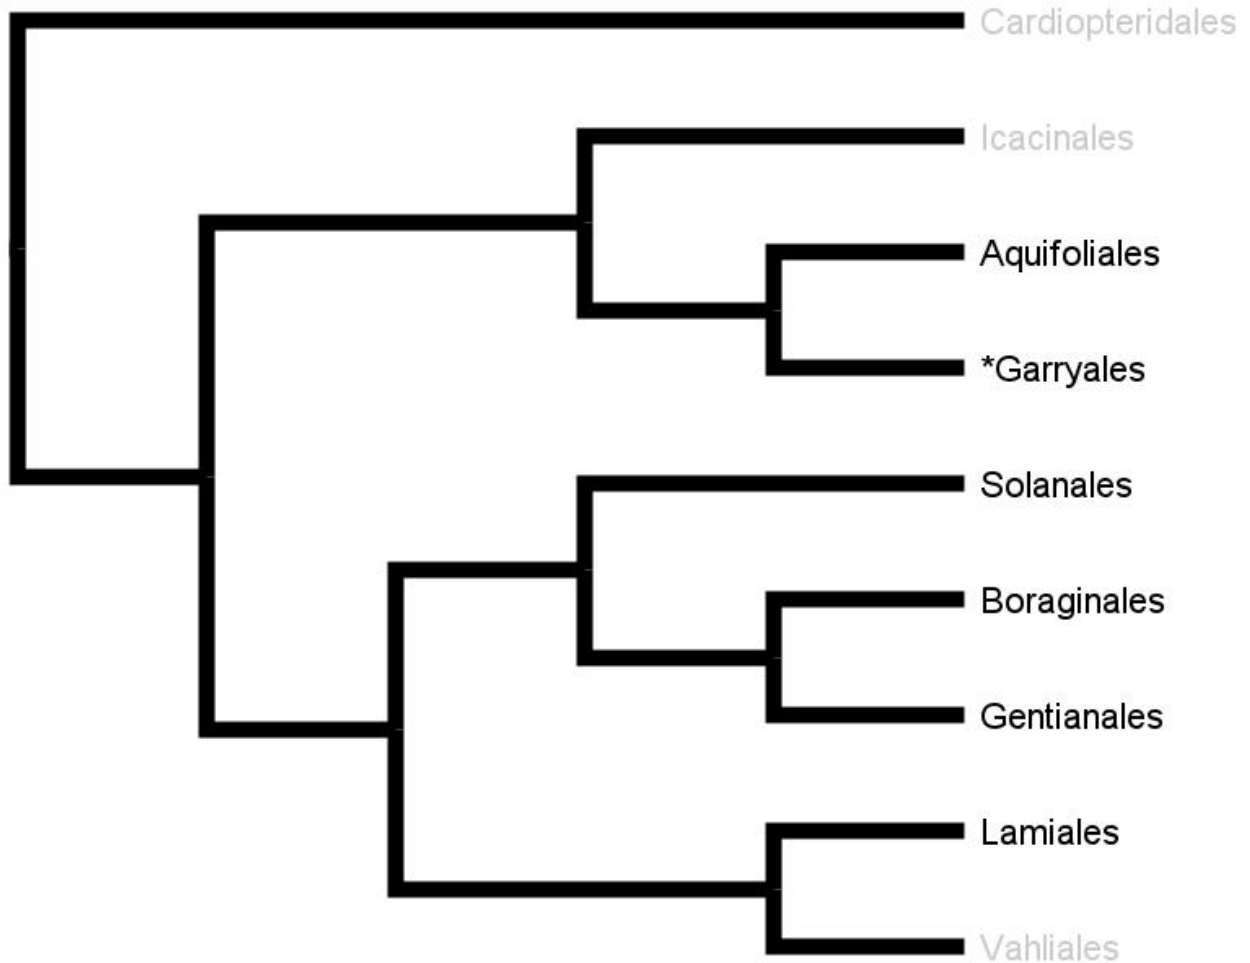 Cardiopteridales
Icacinales
Aquifoliales
*Garryales
Solanales
Boraginales
Gentianales
Lamiales
Vahliales